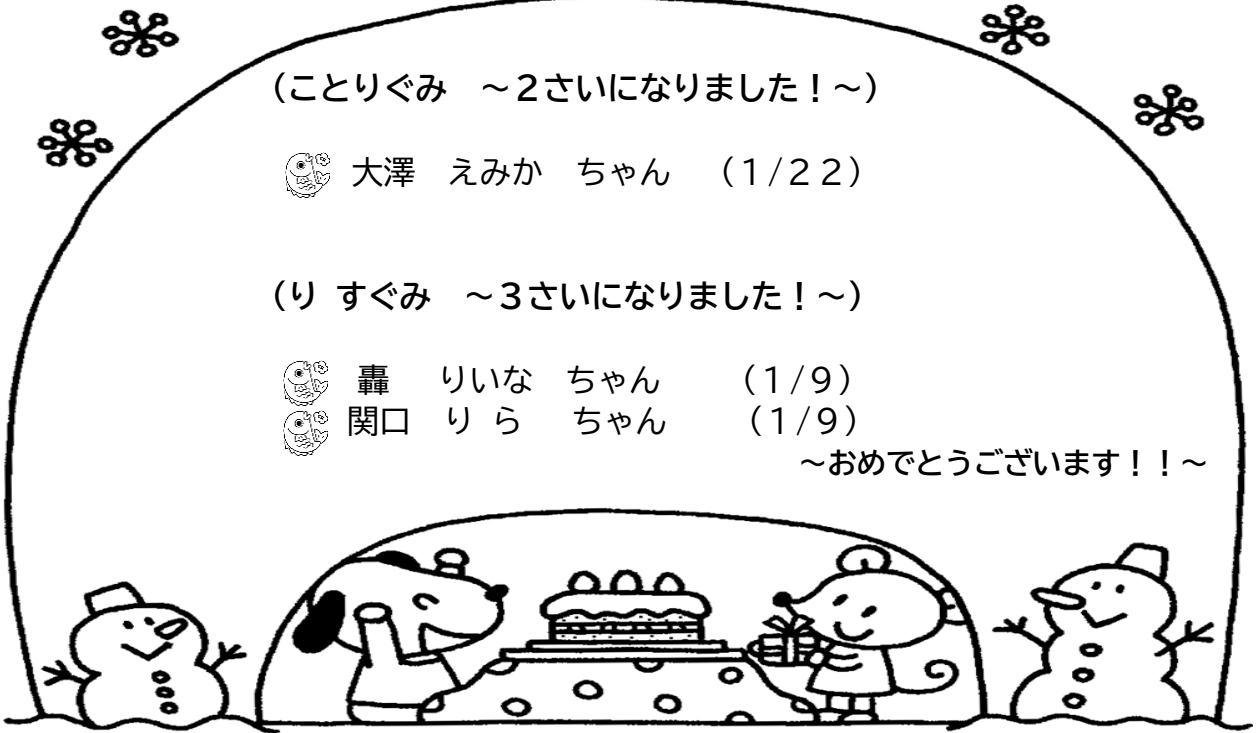 （ことりぐみ　～２さいになりました！～）
大澤　えみか　ちゃん　（１/２２）
（り すぐみ　～３さいになりました！～）
轟　りいな　ちゃん　（１/９）
関口　り ら　ちゃん　（１/９）
～おめでとうございます！！～